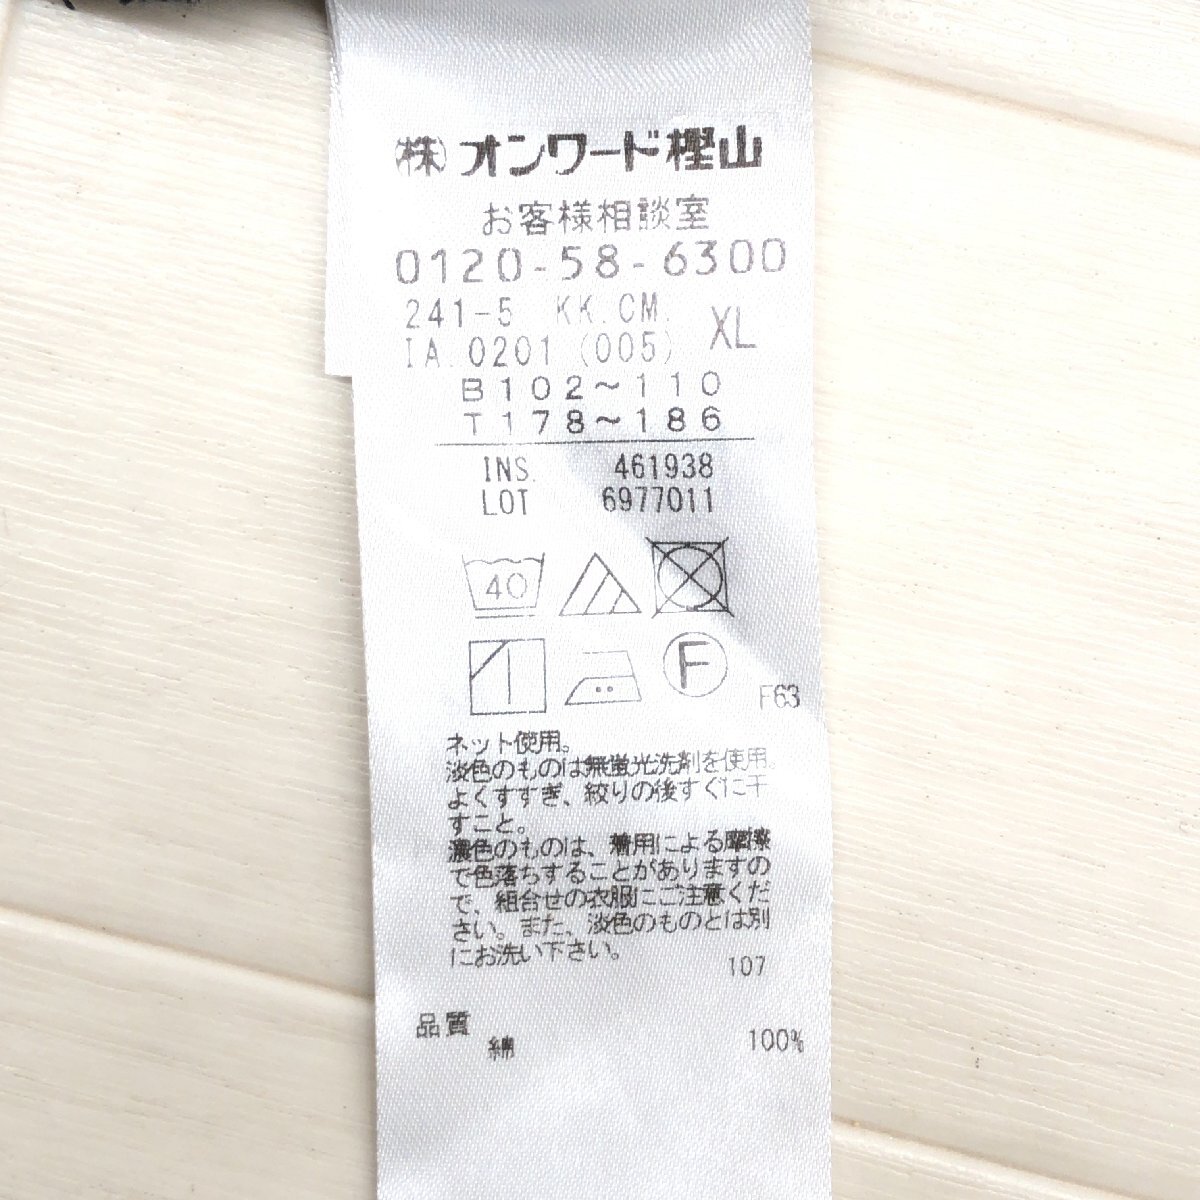 ㈱オンワード樫山
お客様相談室
0120-58-6300
241-5 KK.CM.
IA.0201 (005) XL
B102〜110
T178〜186
INS. 461938
LOT 6977011
40
F
F63
ネット使用。
淡色のものは無蛍光洗剤を使用。
よくすすぎ、絞りの後すぐに干
すこと。
濃色のものは、着用による摩擦
で色落ちすることがありますの
で、組合せの衣服にご注意くだ
さい。また、淡色のものとは別
にお洗い下さい。
107
品質
綿 100%